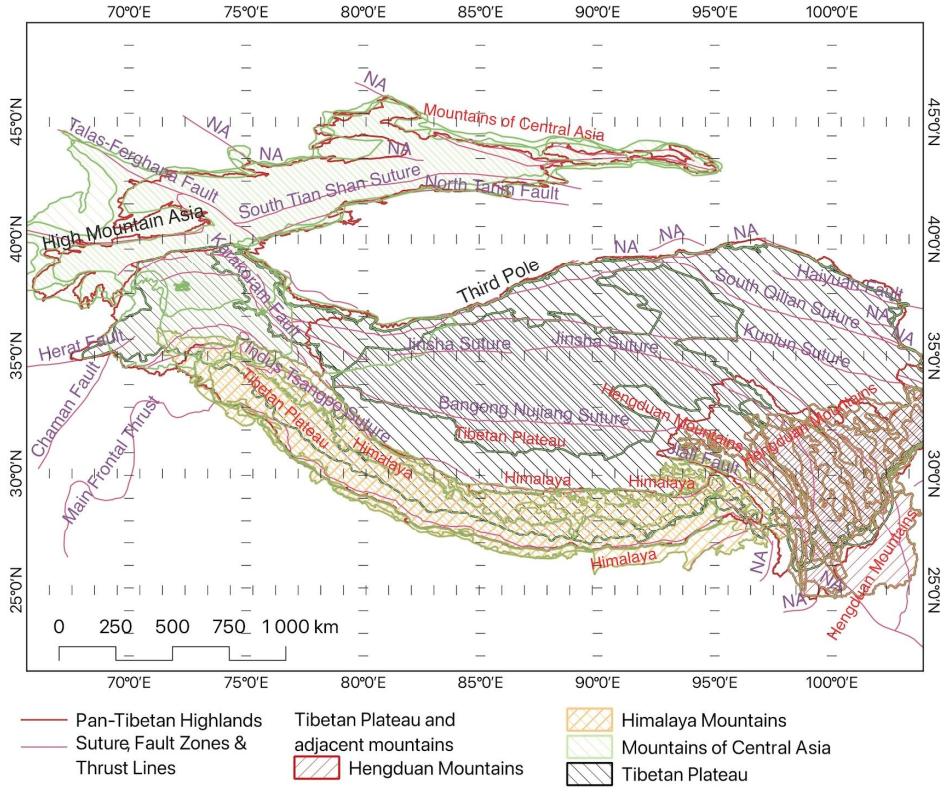 70°0'E 75°0'E 80°0'E 85°0'E 90°0'E 95°0'E 100°0'E
45°0'N
40°0'N
35°0'N
30°0'N
25°0'N
45°0'N
40°0'N
35°0'N
30°0'N
25°0'N
NA
Mountains of Central Asia
NA
Talas-Ferghana Fault
NA
NA
South Tian Shan Suture
North Tarim Fault
High Mountain Asia
Karakoram Fault
NA
NA
NA
Third Pole
Haiyuan Fault
South Qilian Suture
NA
NA
Herat Fault
Jinsha Suture
Jinsha Suture
Kunlun Suture
Indus Tsangpo Suture
Chaman Fault
Tibetan Plateau
Main Frontal Thrust
Bangong Nujiang Suture
Hengduan Mountains
Hengduan Mountains
Tibetan Plateau
Himalaya
Jiali Fault
Himalaya
Himalaya
Himalaya
NA
NA
NA
Hengduan Mountains
0 250 500 750 1 000 km
70°0'E 75°0'E 80°0'E 85°0'E 90°0'E 95°0'E 100°0'E
Pan-Tibetan Highlands
Suture, Fault Zones &
Thrust Lines
Tibetan Plateau and
adjacent mountains
Hengduan Mountains
Himalaya Mountains
Mountains of Central Asia
Tibetan Plateau